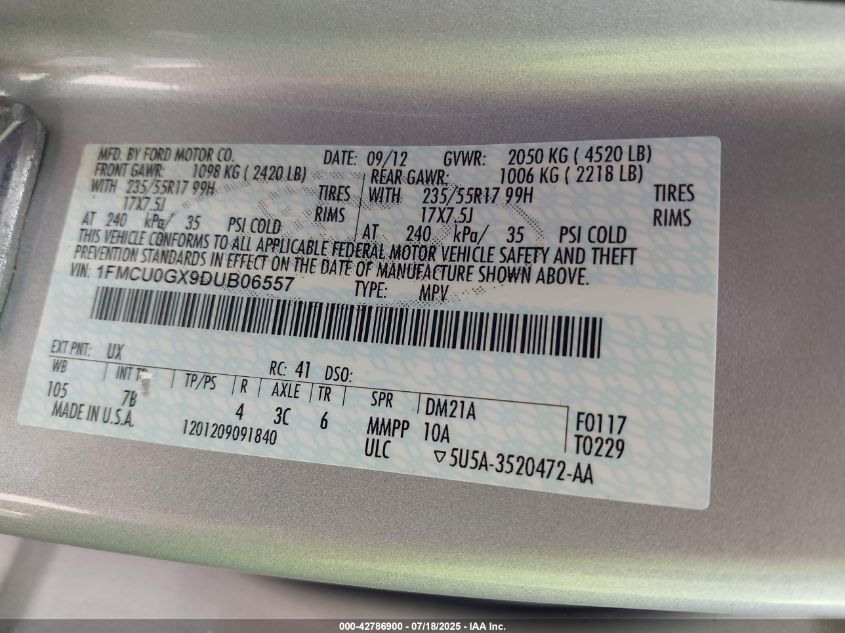 MFD. BY FORD MOTOR CO. DATE: 09/12 GVWR: 2050 KG ( 4520 LB)
FRONT GAWR: 1098 KG ( 2420 LB) REAR GAWR: 1006 KG ( 2218 LB)
WITH 235/55R17 99H TIRES WITH 235/55R17 99H TIRES
17X7.5J RIMS 17X7.5J RIMS
AT 240 kPa/ 35 PSI COLD AT 240 kPa/ 35 PSI COLD
THIS VEHICLE CONFORMS TO ALL APPLICABLE FEDERAL MOTOR VEHICLE SAFETY AND THEFT
PREVENTION STANDARDS IN EFFECT ON THE DATE OF MANUFACTURE SHOWN ABOVE.
VIN: 1FMCU0GX9DUB06557 TYPE: MPV
EXT PNT: UX RC: 41 DSO:
WB INT TR TP/PS R AXLE TR SPR DM21A F0117
105 7B 4 3C 6 MMPP 10A T0229
MADE IN U.S.A. 1201209091840 ULC ▽5U5A-3520472-AA
000-42786900 / 07/18/2025 - IAA Inc.